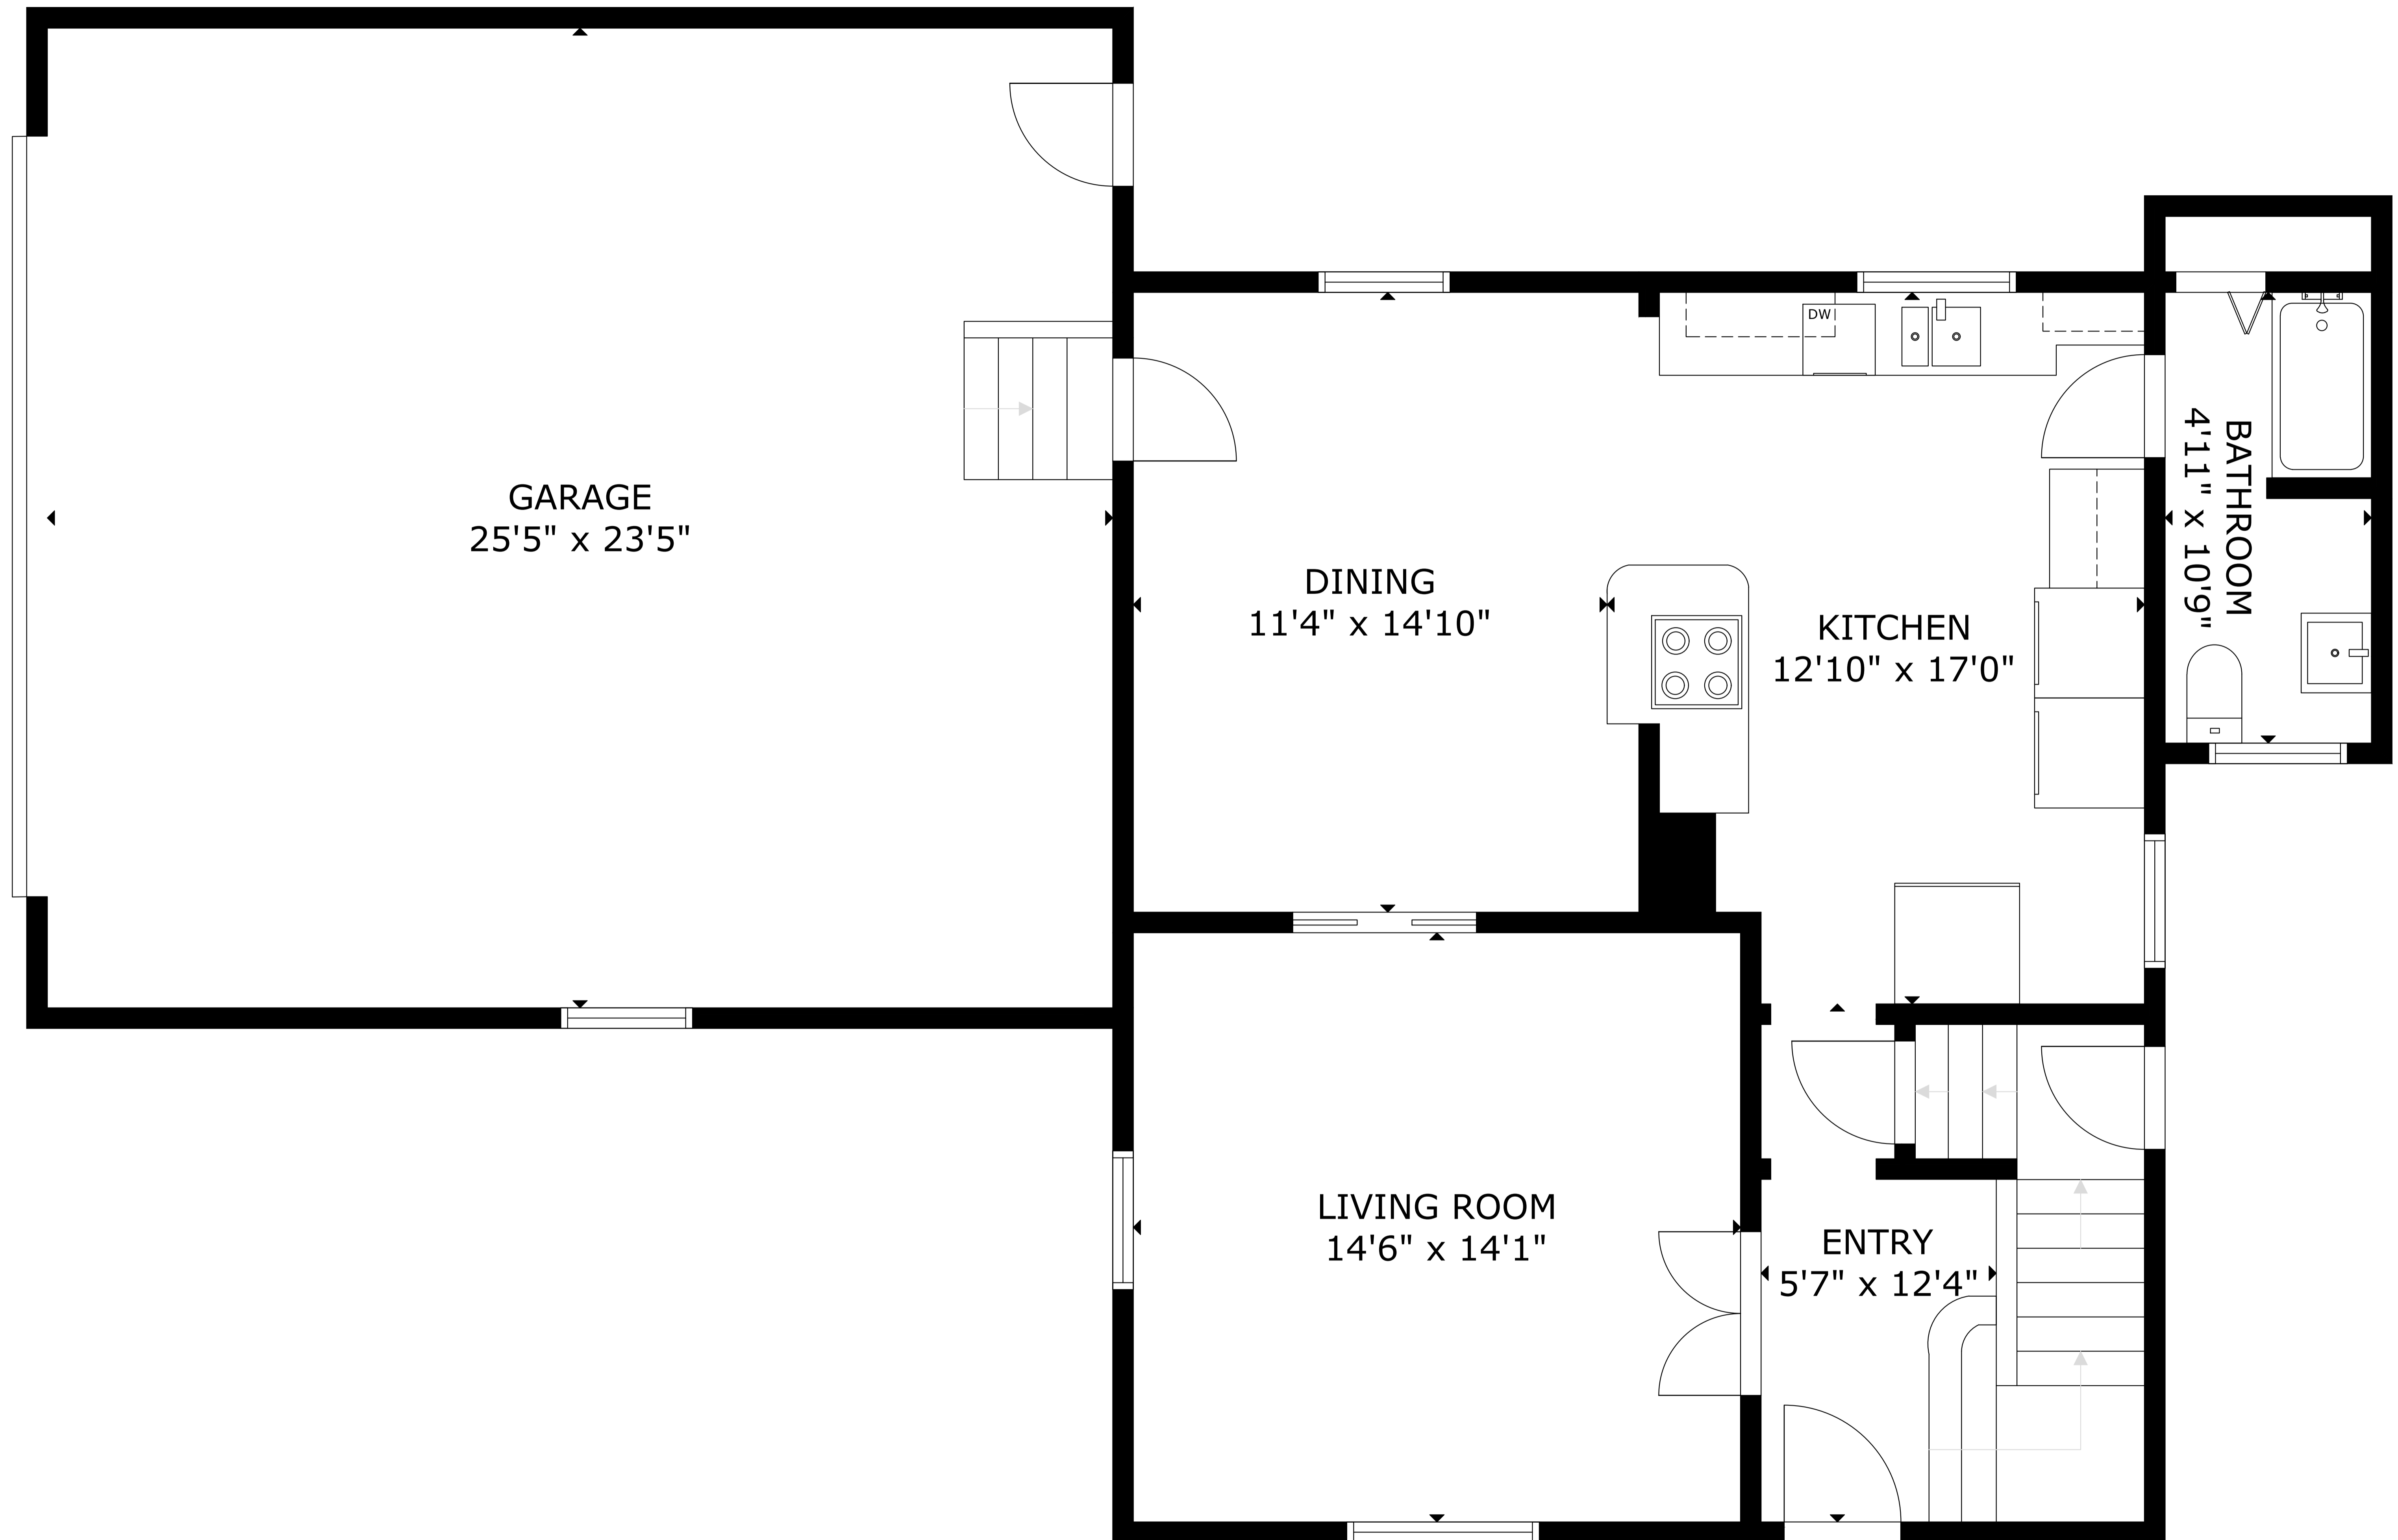 GARAGE
25'5" x 23'5"
DINING
11'4" x 14'10"
DW
KITCHEN
12'10" x 17'0"
BATHROOM
4'11" x 10'9"
LIVING ROOM
14'6" x 14'1"
ENTRY
5'7" x 12'4"